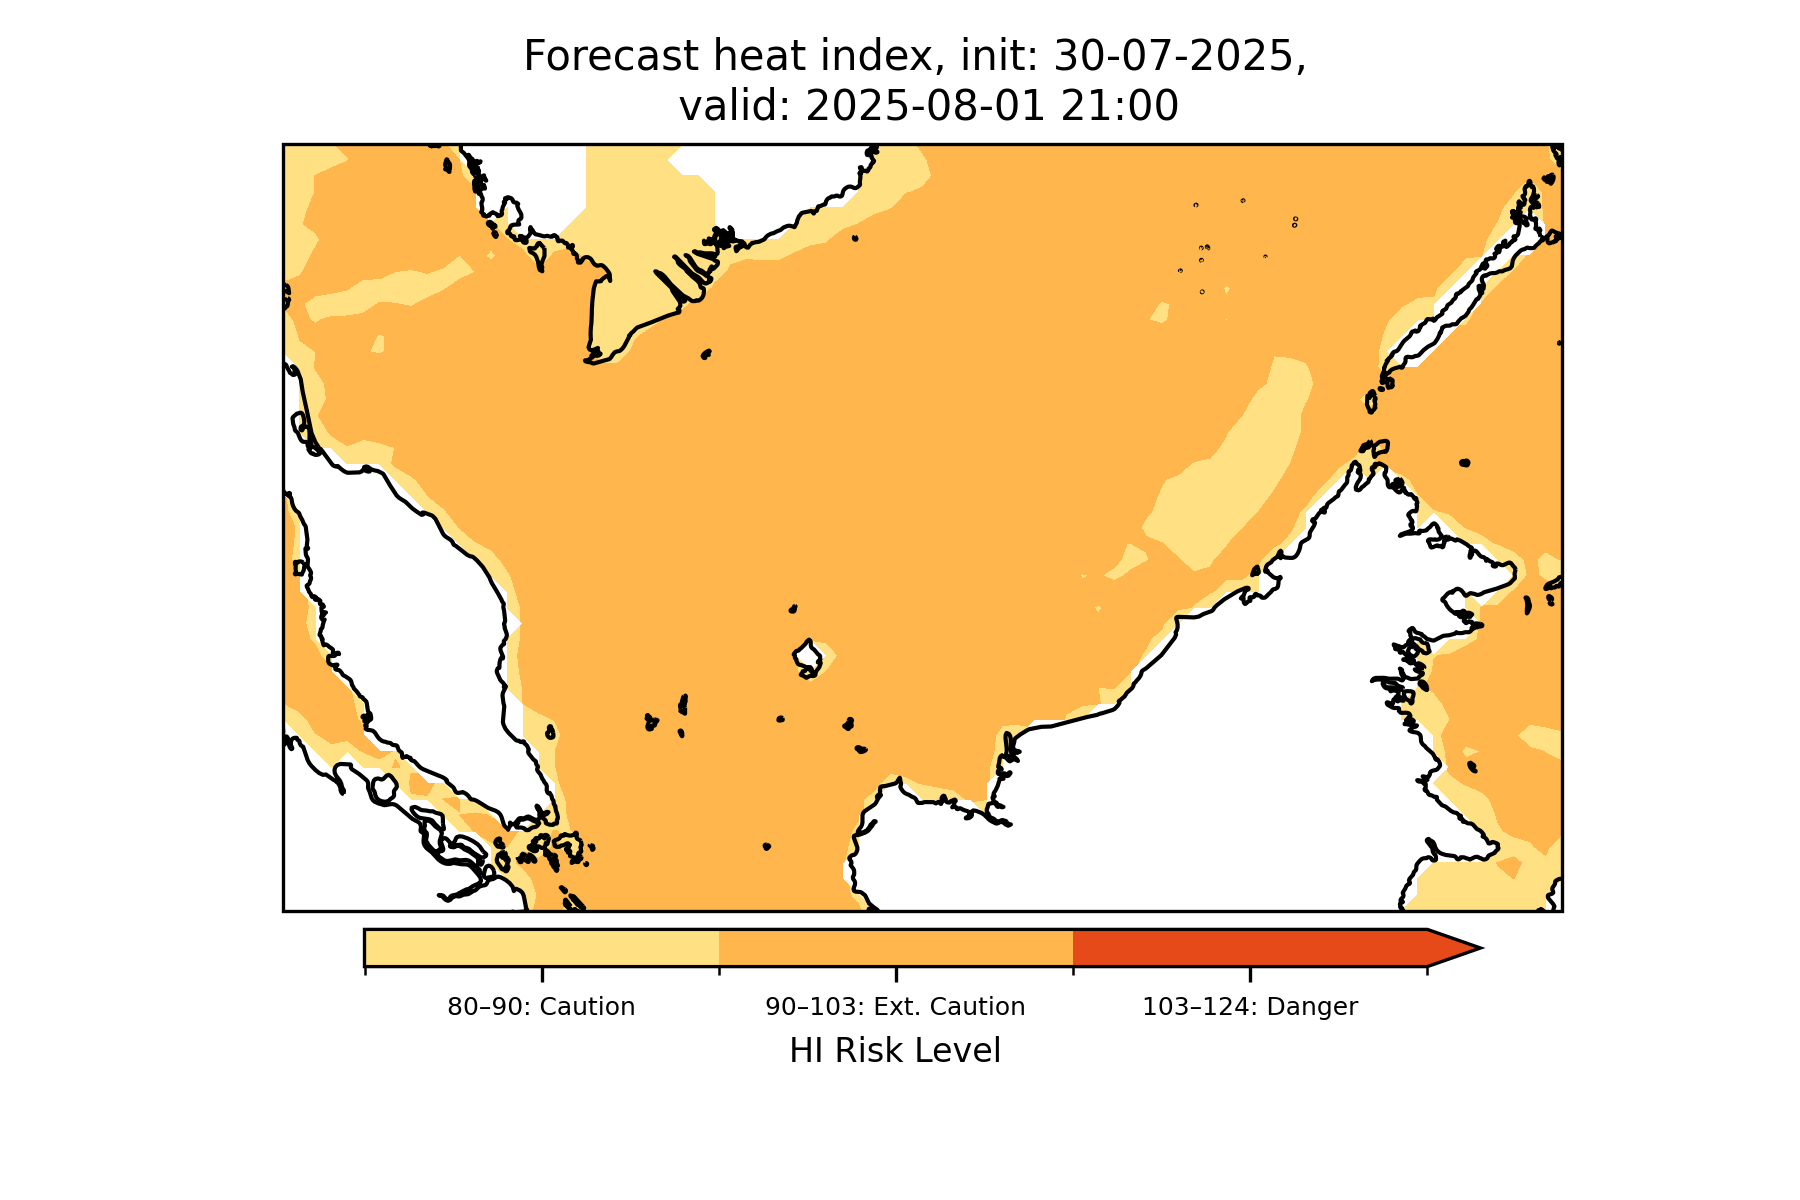 Forecast heat index, init: 30-07-2025,
valid: 2025-08-01 21:00
80–90: Caution
90–103: Ext. Caution
103–124: Danger
HI Risk Level